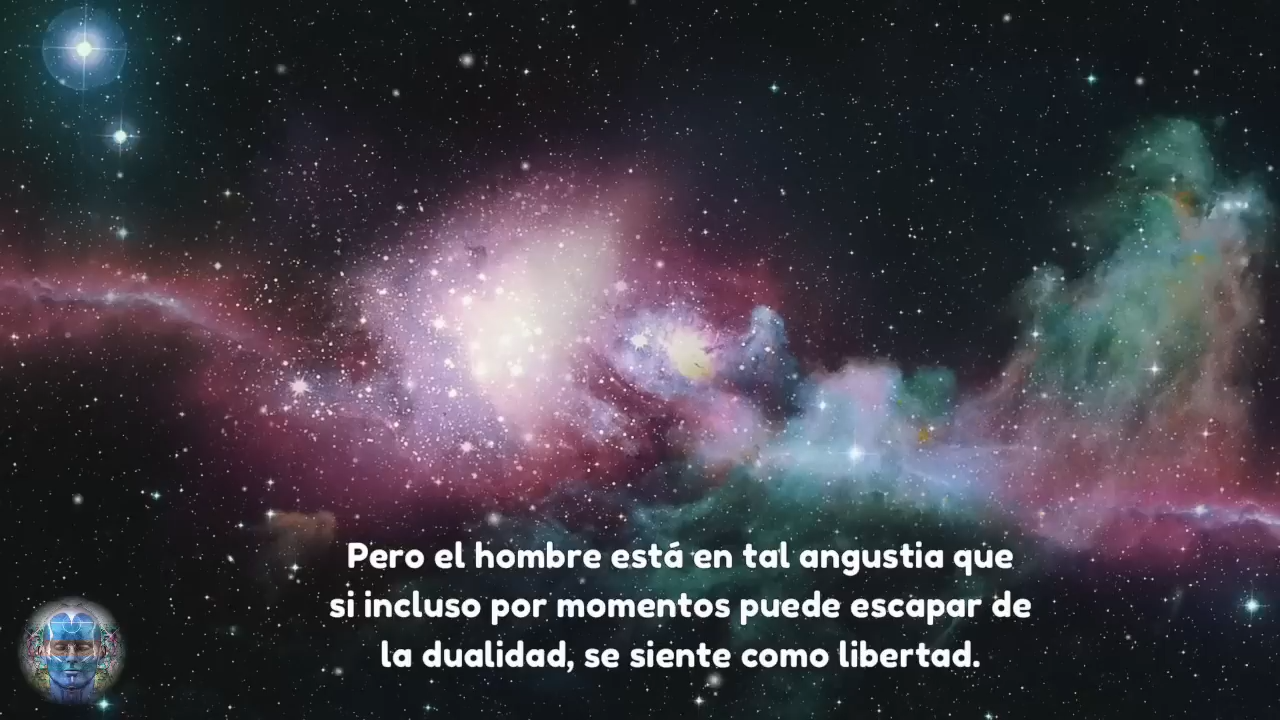 Pero el hombre está en tal angustia que
si incluso por momentos puede escapar de
la dualidad, se siente como libertad.